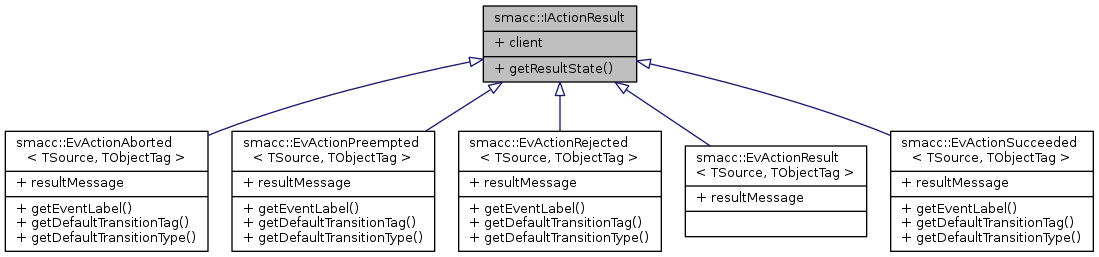 smacc::IActionResult
+ client
+ getResultState()
smacc::EvActionAborted
< TSource, TObjectTag >
+ resultMessage
+ getEventLabel()
+ getDefaultTransitionTag()
+ getDefaultTransitionType()
smacc::EvActionPreempted
< TSource, TObjectTag >
+ resultMessage
+ getEventLabel()
+ getDefaultTransitionTag()
+ getDefaultTransitionType()
smacc::EvActionRejected
< TSource, TObjectTag >
+ resultMessage
+ getEventLabel()
+ getDefaultTransitionTag()
+ getDefaultTransitionType()
smacc::EvActionResult
< TSource, TObjectTag >
+ resultMessage
smacc::EvActionSucceeded
< TSource, TObjectTag >
+ resultMessage
+ getEventLabel()
+ getDefaultTransitionTag()
+ getDefaultTransitionType()